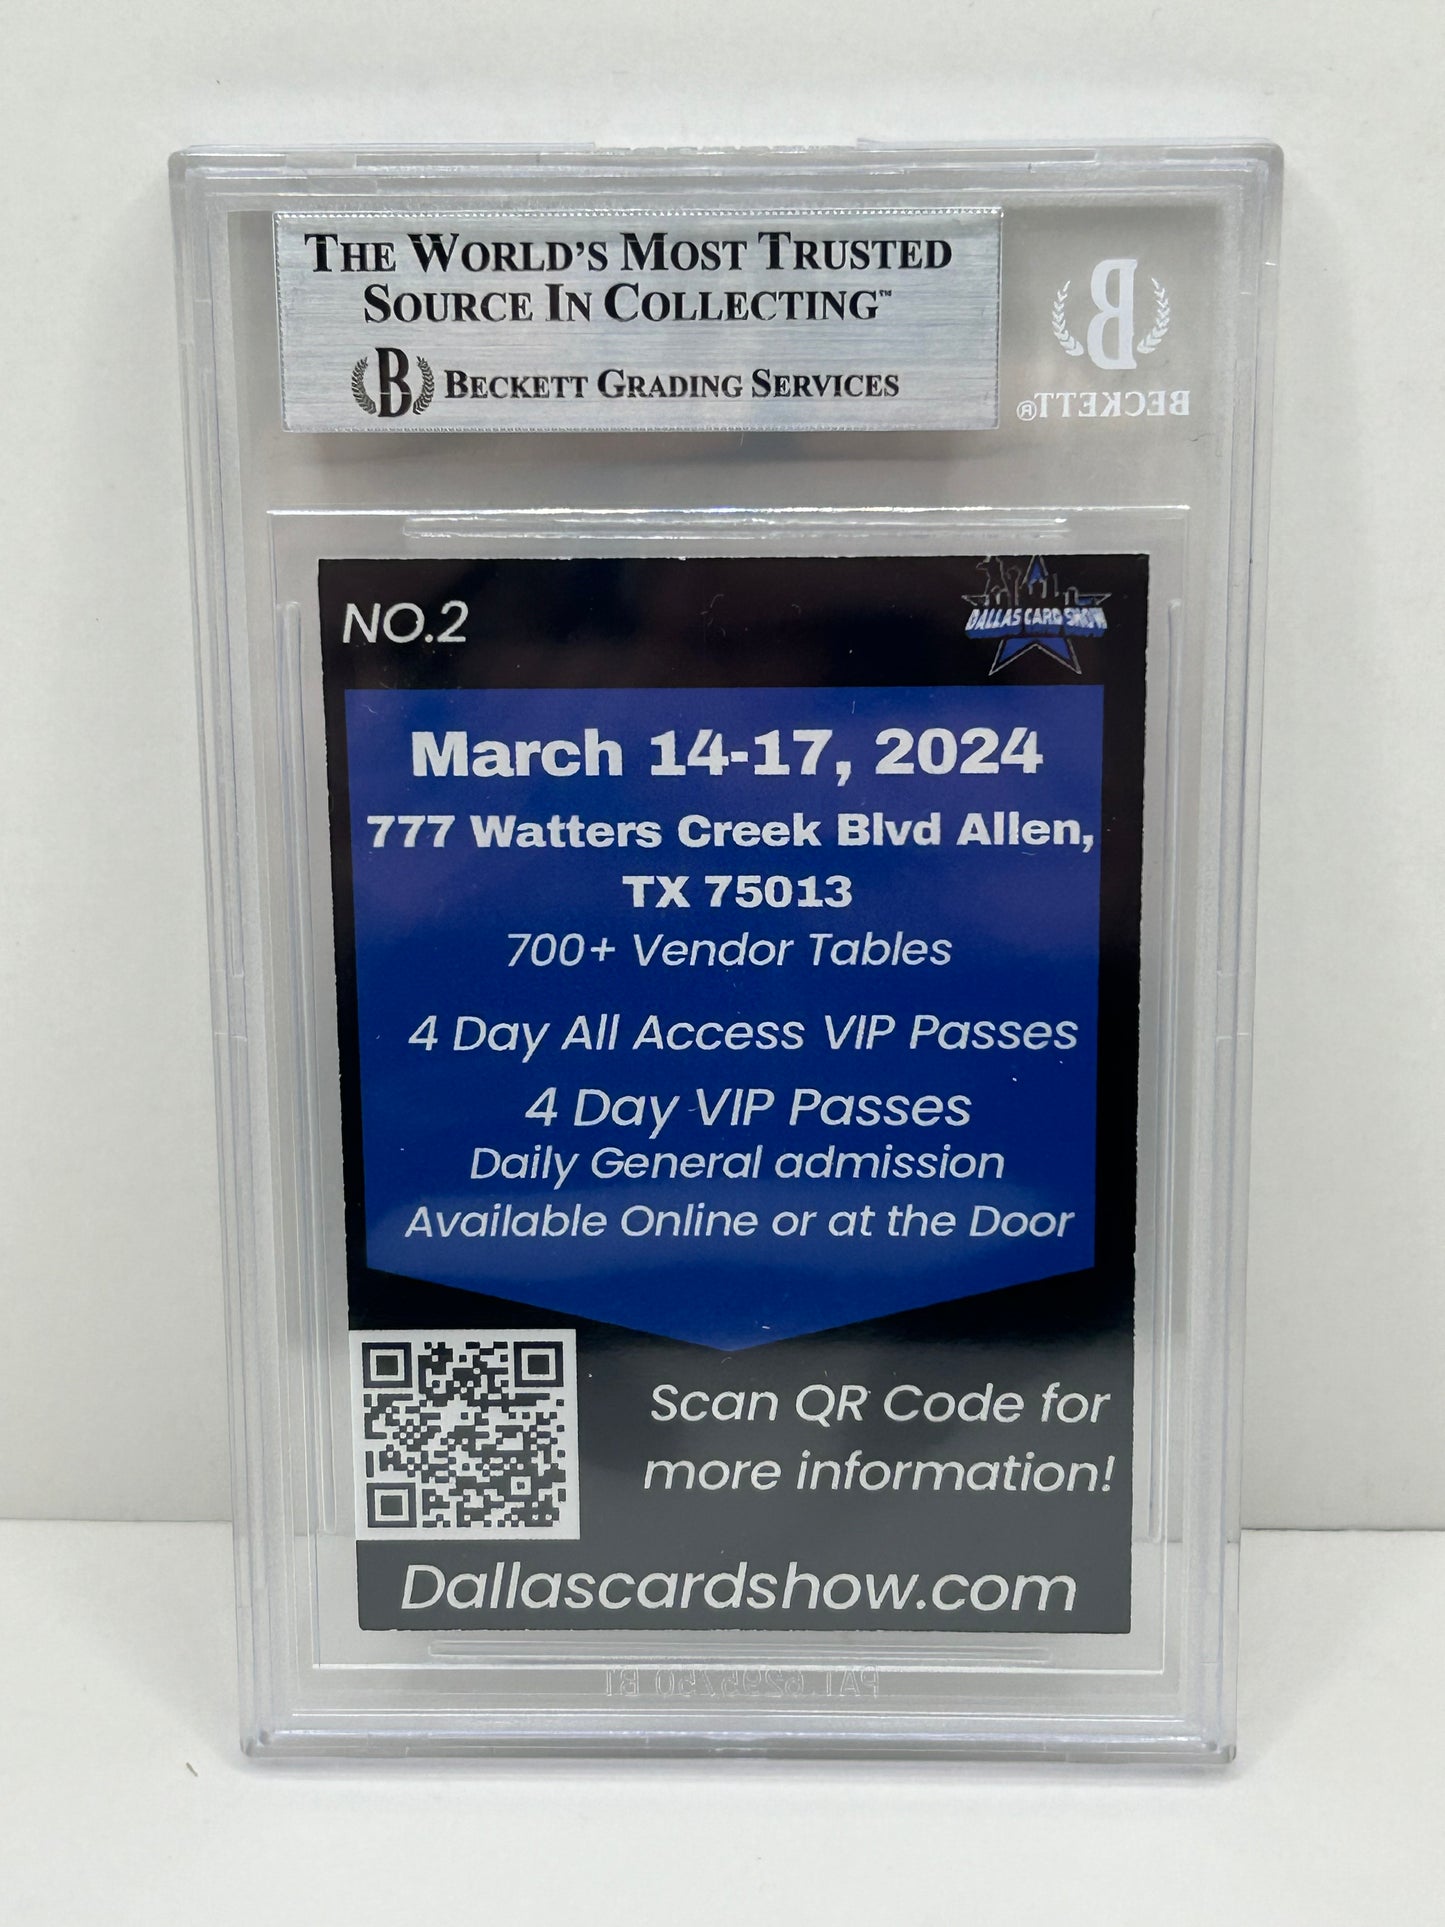 THE WORLD'S MOST TRUSTED
SOURCE IN COLLECTING™
B BECKETT GRADING SERVICES
B
BECKETT®
NO.2
DALLAS CARD SHOW
March 14-17, 2024
777 Watters Creek Blvd Allen,
TX 75013
700+ Vendor Tables
4 Day All Access VIP Passes
4 Day VIP Passes
Daily General admission
Available Online or at the Door
Scan QR Code for
more information!
Dallascardshow.com